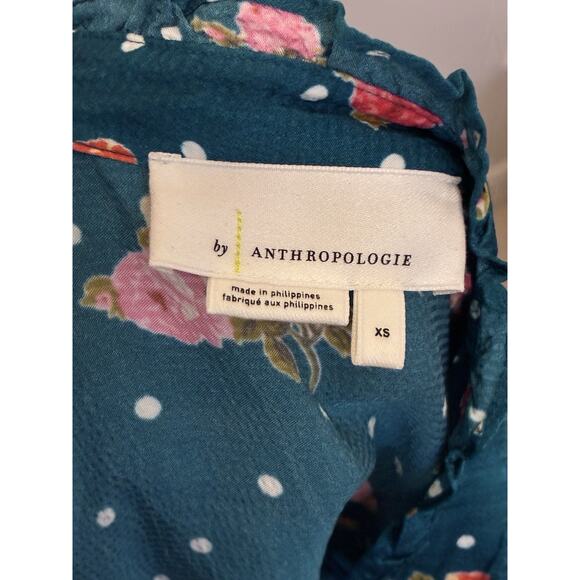 by ANTHROPOLOGIE
made in philippines
fabriqué aux philippines
XS